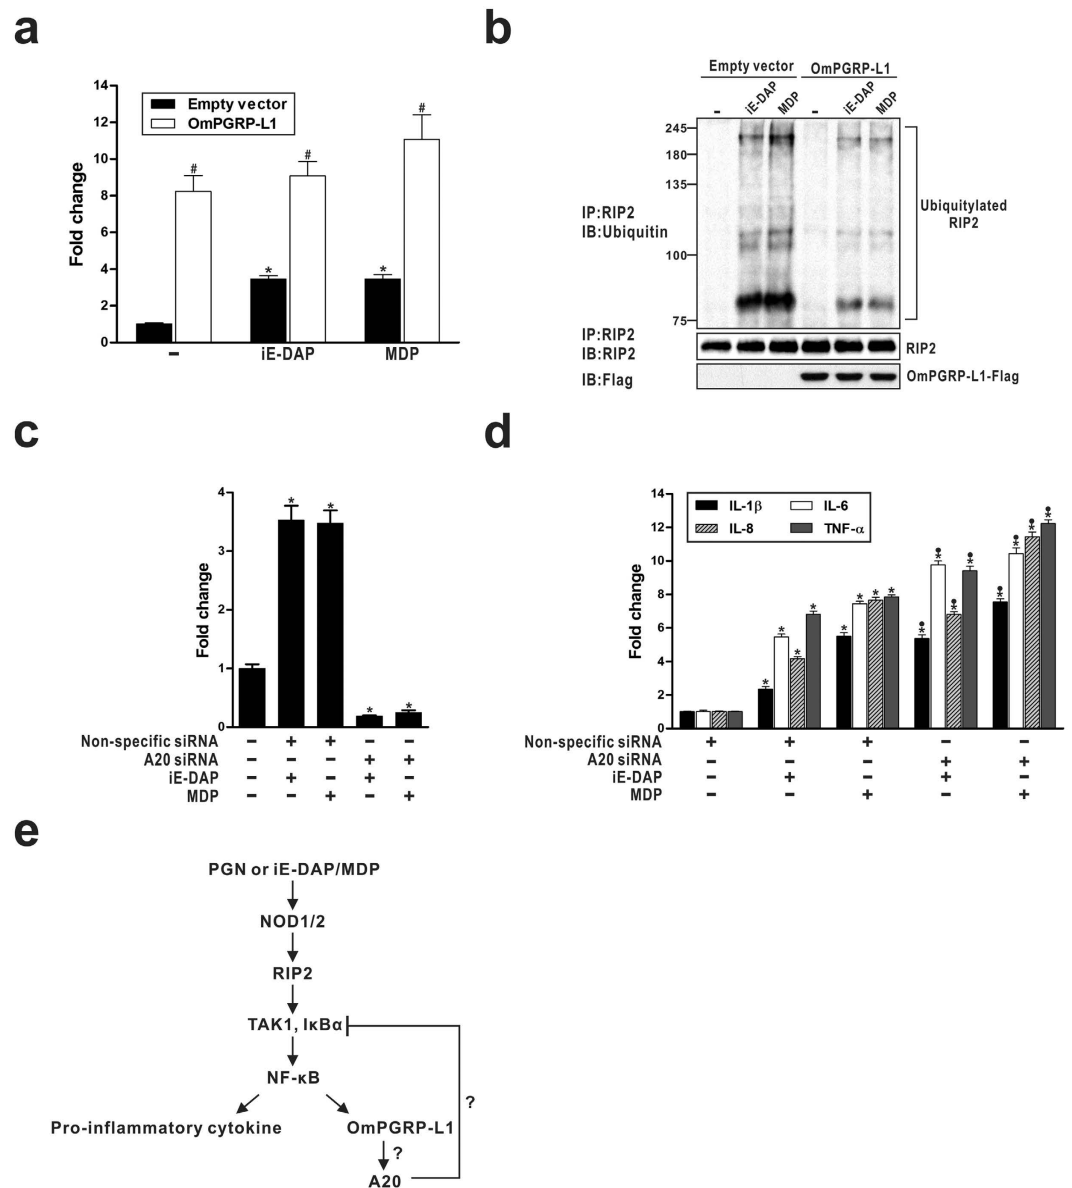 a
14
12
10
8
6
4
2
0
Fold change
Empty vector
OmPGRP-L1
#
#
#
*
*
–
iE-DAP
MDP
b
Empty vector
OmPGRP-L1
- iE-DAP MDP - iE-DAP MDP
245
180
135
100
75
IP:RIP2
IB:Ubiquitin
Ubiquitylated
RIP2
IP:RIP2
IB:RIP2
RIP2
IB:Flag
OmPGRP-L1-Flag
c
4
3
2
1
0
Fold change
* * * *
Non-specific siRNA – + + – –
A20 siRNA – – – + +
iE-DAP – + – + –
MDP – – + – +
d
14
12
10
8
6
4
2
0
Fold change
IL-1β IL-6
IL-8 TNF-α
* * * *
* * * *
•* •* •* •*
•* •* •* •*
Non-specific siRNA + + + – –
A20 siRNA – – – + +
iE-DAP – + – + –
MDP – – + – +
e
PGN or iE-DAP/MDP
NOD1/2
RIP2
TAK1, IκBα
NF-κB
Pro-inflammatory cytokine
OmPGRP-L1
?
?
A20